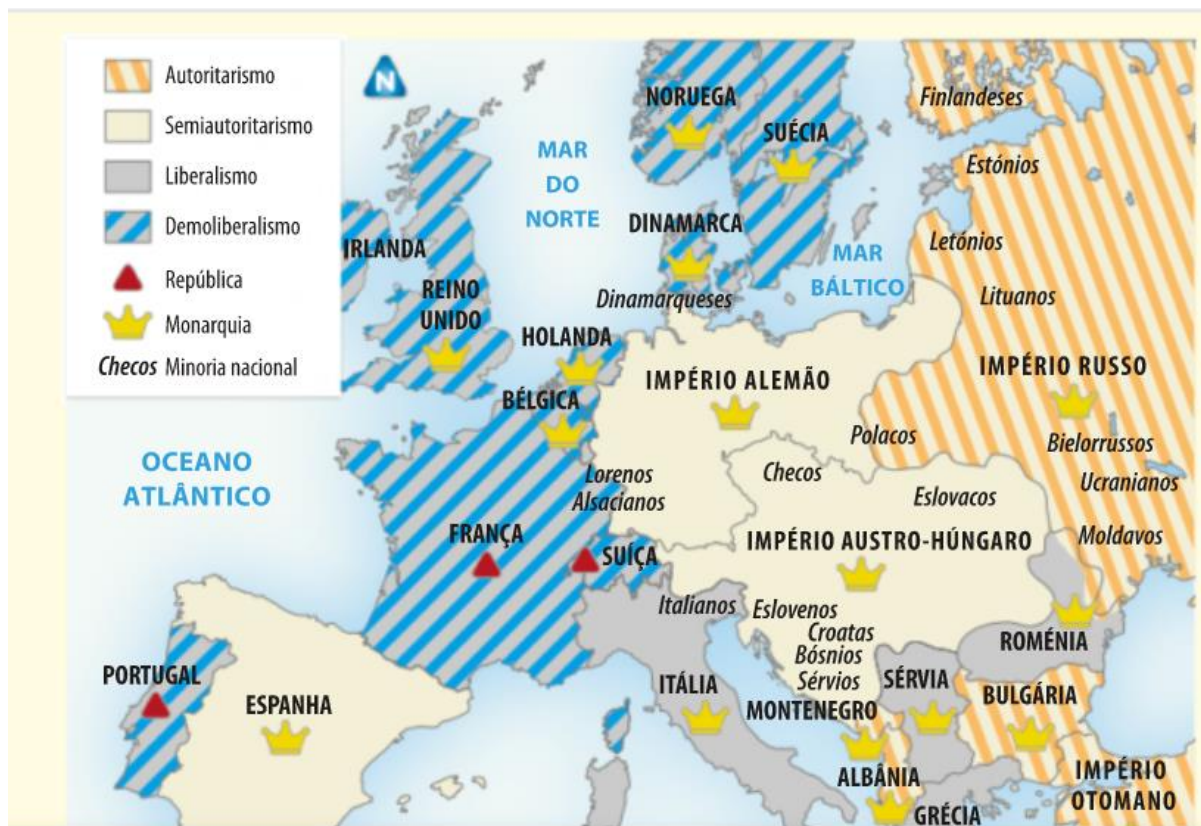 Autoritarismo
Semiautoritarismo
Liberalismo
Demoliberalismo
República
Monarquia
Checos Minoria nacional
N
NORUEGA
SUÉCIA
Finlandeses
MAR
DO
NORTE
Estónios
DINAMARCA
IRLANDA
Letónios
MAR
BÁLTICO
REINO
UNIDO
Dinamarqueses
Lituanos
HOLANDA
IMPÉRIO ALEMÃO
IMPÉRIO RUSSO
BÉLGICA
Polacos
Bielorrussos
OCEANO
ATLÂNTICO
Lorenos
Alsacianos
Checos
Eslovacos
Ucranianos
FRANÇA
SUÍÇA
IMPÉRIO AUSTRO-HÚNGARO
Moldavos
Italianos
Eslovenos
Croatas
Bósnios
Sérvios
ROMÉNIA
PORTUGAL
ESPANHA
ITÁLIA
SÉRVIA
BULGÁRIA
MONTENEGRO
ALBÂNIA
IMPÉRIO
OTOMANO
GRÉCIA